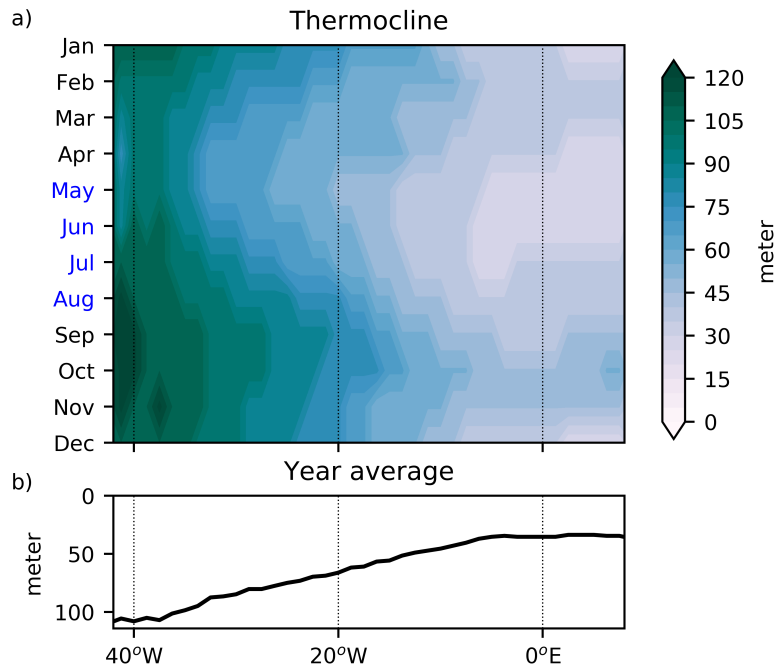 a)
Thermocline
Jan
Feb
Mar
Apr
May
Jun
Jul
Aug
Sep
Oct
Nov
Dec
120
105
90
75
60
45
30
15
0
meter
b)
Year average
0
50
100
meter
40°W
20°W
0°E